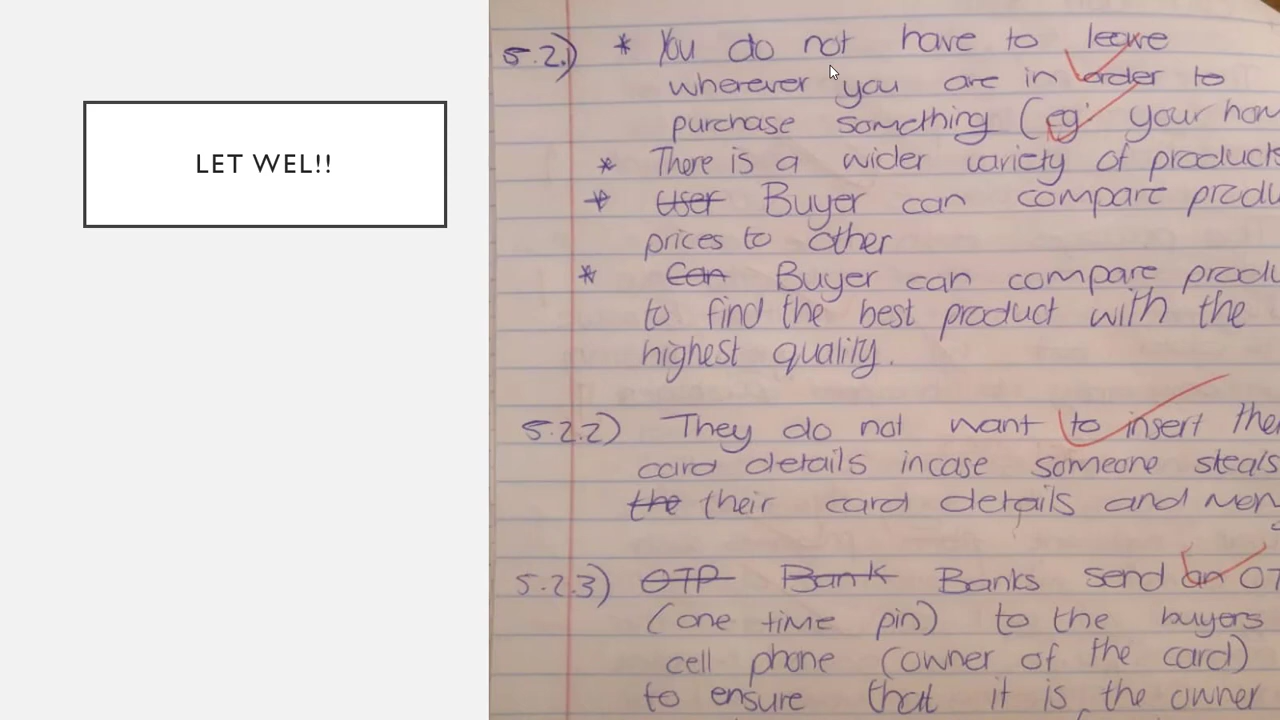 LET WEL!!
5.2.) * You do not have to leave
wherever you are in order to
purchase something (eg. your hom
* There is a wider variety of products
* User Buyer can compare produ
prices to other
* Can Buyer can compare produ
to find the best product with the
highest quality.
5.2.2) They do not want to insert thei
card details incase someone steals
the their card details and
5.2.3) OTP Bank Banks send an OT
(one time pin) to the buyers
cell phone (owner of the card)
to ensure that it is the owner